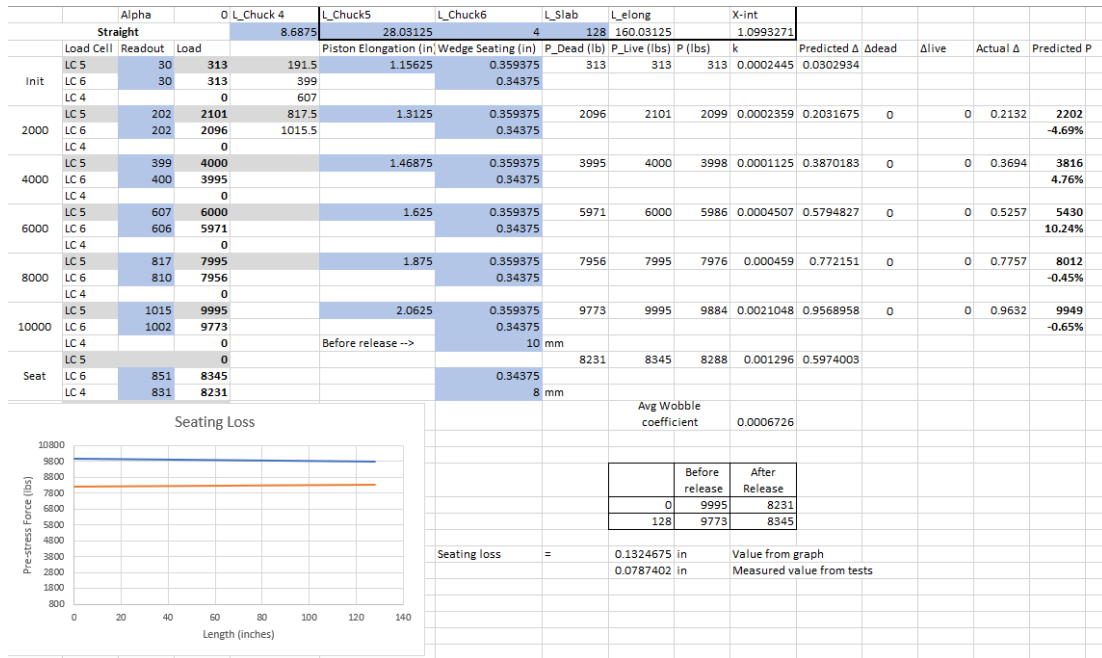 Alpha 0 L_Chuck 4 L_Chuck5 L_Chuck6 L_Slab L_elong X-int
Straight 8.6875 28.03125 4 128 160.03125 1.0993271
Load Cell Readout Load Piston Elongation (in Wedge Seating (in) P_Dead (lb) P_Live (lbs) P (lbs) k Predicted Δ Δdead Δlive Actual Δ Predicted P
LC 5 30 313 191.5 1.15625 0.359375 313 313 313 0.0002445 0.0302934
Init LC 6 30 313 399 0.34375
LC 4 0 607
LC 5 202 2101 817.5 1.3125 0.359375 2096 2101 2099 0.0002359 0.2031675 0 0 0.2132 2202
2000 LC 6 202 2096 1015.5 0.34375 -4.69%
LC 4 0
LC 5 399 4000 1.46875 0.359375 3995 4000 3998 0.0001125 0.3870183 0 0 0.3694 3816
4000 LC 6 400 3995 0.34375 4.76%
LC 4 0
LC 5 607 6000 1.625 0.359375 5971 6000 5986 0.0004507 0.5794827 0 0 0.5257 5430
6000 LC 6 606 5971 0.34375 10.24%
LC 4 0
LC 5 817 7995 1.875 0.359375 7956 7995 7976 0.000459 0.772151 0 0 0.7757 8012
8000 LC 6 810 7956 0.34375 -0.45%
LC 4 0
LC 5 1015 9995 2.0625 0.359375 9773 9995 9884 0.0021048 0.9568958 0 0 0.9632 9949
10000 LC 6 1002 9773 0.34375 -0.65%
LC 4 0 Before release --> 10 mm
LC 5 0 8231 8345 8288 0.001296 0.5974003
Seat LC 6 851 8345 0.34375
LC 4 831 8231 8 mm
Avg Wobble
coefficient 0.0006726
Before After
release Release
0 9995 8231
128 9773 8345
Seating loss = 0.1324675 in Value from graph
0.0787402 in Measured value from tests
Seating Loss
Pre-stress Force (lbs)
10800
9800
8800
7800
6800
5800
4800
3800
2800
1800
800
0 20 40 60 80 100 120 140
Length (inches)